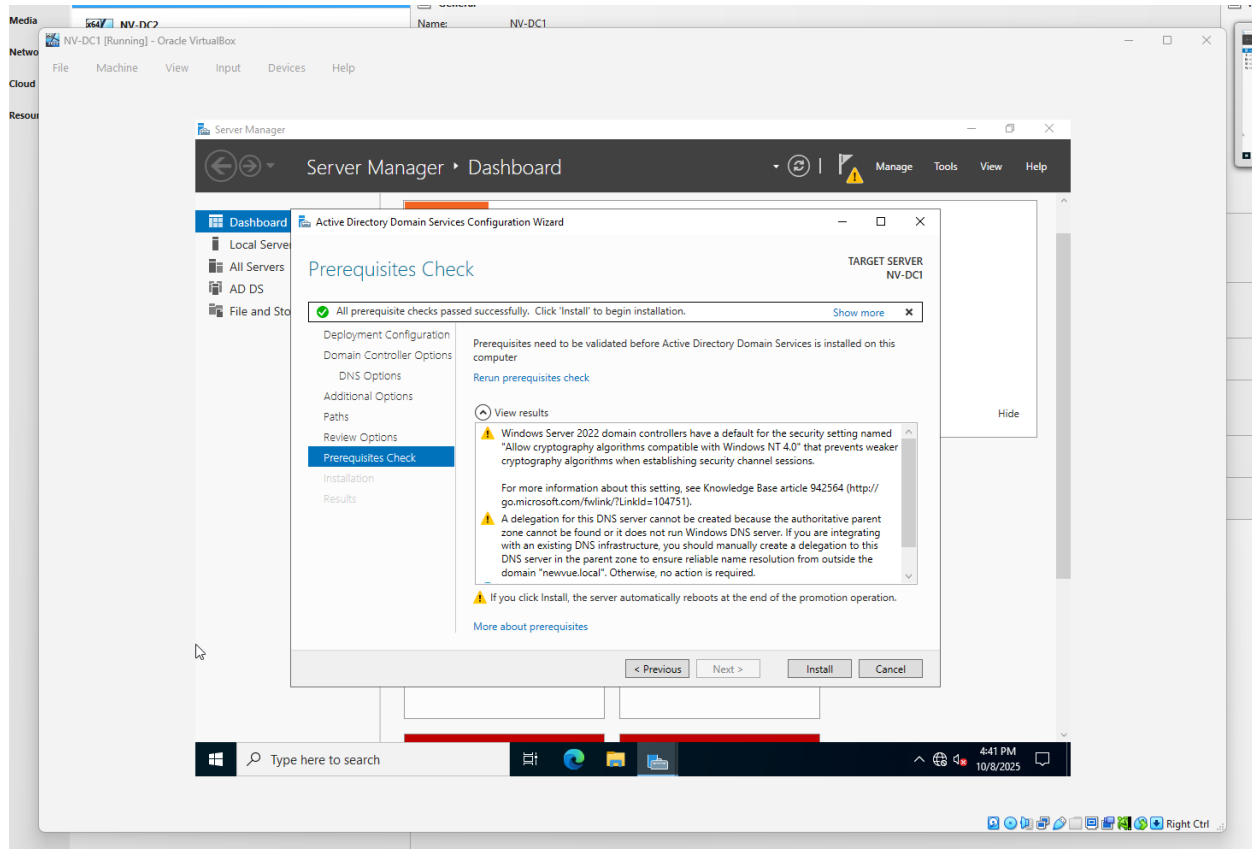 Media
x64 NV-DC2
General
Name: NV-DC1
NV-DC1 [Running] - Oracle VirtualBox
Netwo
File Machine View Input Devices Help
Cloud
Resour
Server Manager
Server Manager Dashboard
Manage Tools View Help
Dashboard
Local Server
All Servers
AD DS
File and Sto
Active Directory Domain Services Configuration Wizard
Prerequisites Check
TARGET SERVER
NV-DC1
All prerequisite checks passed successfully. Click 'Install' to begin installation.
Show more
Deployment Configuration
Domain Controller Options
DNS Options
Additional Options
Paths
Review Options
Prerequisites Check
Installation
Results
Prerequisites need to be validated before Active Directory Domain Services is installed on this
computer
Rerun prerequisites check
View results
Windows Server 2022 domain controllers have a default for the security setting named
"Allow cryptography algorithms compatible with Windows NT 4.0" that prevents weaker
cryptography algorithms when establishing security channel sessions.
For more information about this setting, see Knowledge Base article 942564 (http://
go.microsoft.com/fwlink/?LinkId=104751).
A delegation for this DNS server cannot be created because the authoritative parent
zone cannot be found or it does not run Windows DNS server. If you are integrating
with an existing DNS infrastructure, you should manually create a delegation to this
DNS server in the parent zone to ensure reliable name resolution from outside the
domain "newvue.local". Otherwise, no action is required.
If you click Install, the server automatically reboots at the end of the promotion operation.
More about prerequisites
< Previous Next > Install Cancel
Hide
Type here to search
4:41 PM
10/8/2025
Right Ctrl